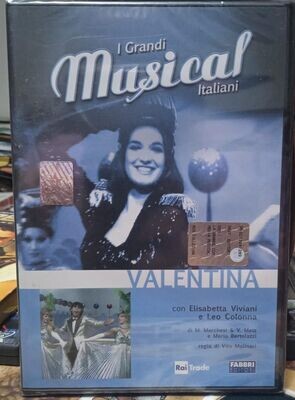 I Grandi
Musical
Italiani
VALENTINA
con Elisabetta Viviani
e Leo Colonna
di M. Marchesi & V. Metz
e Mario Bertolazzi
regia di Vito Molinari
Rai Trade
FABBRI